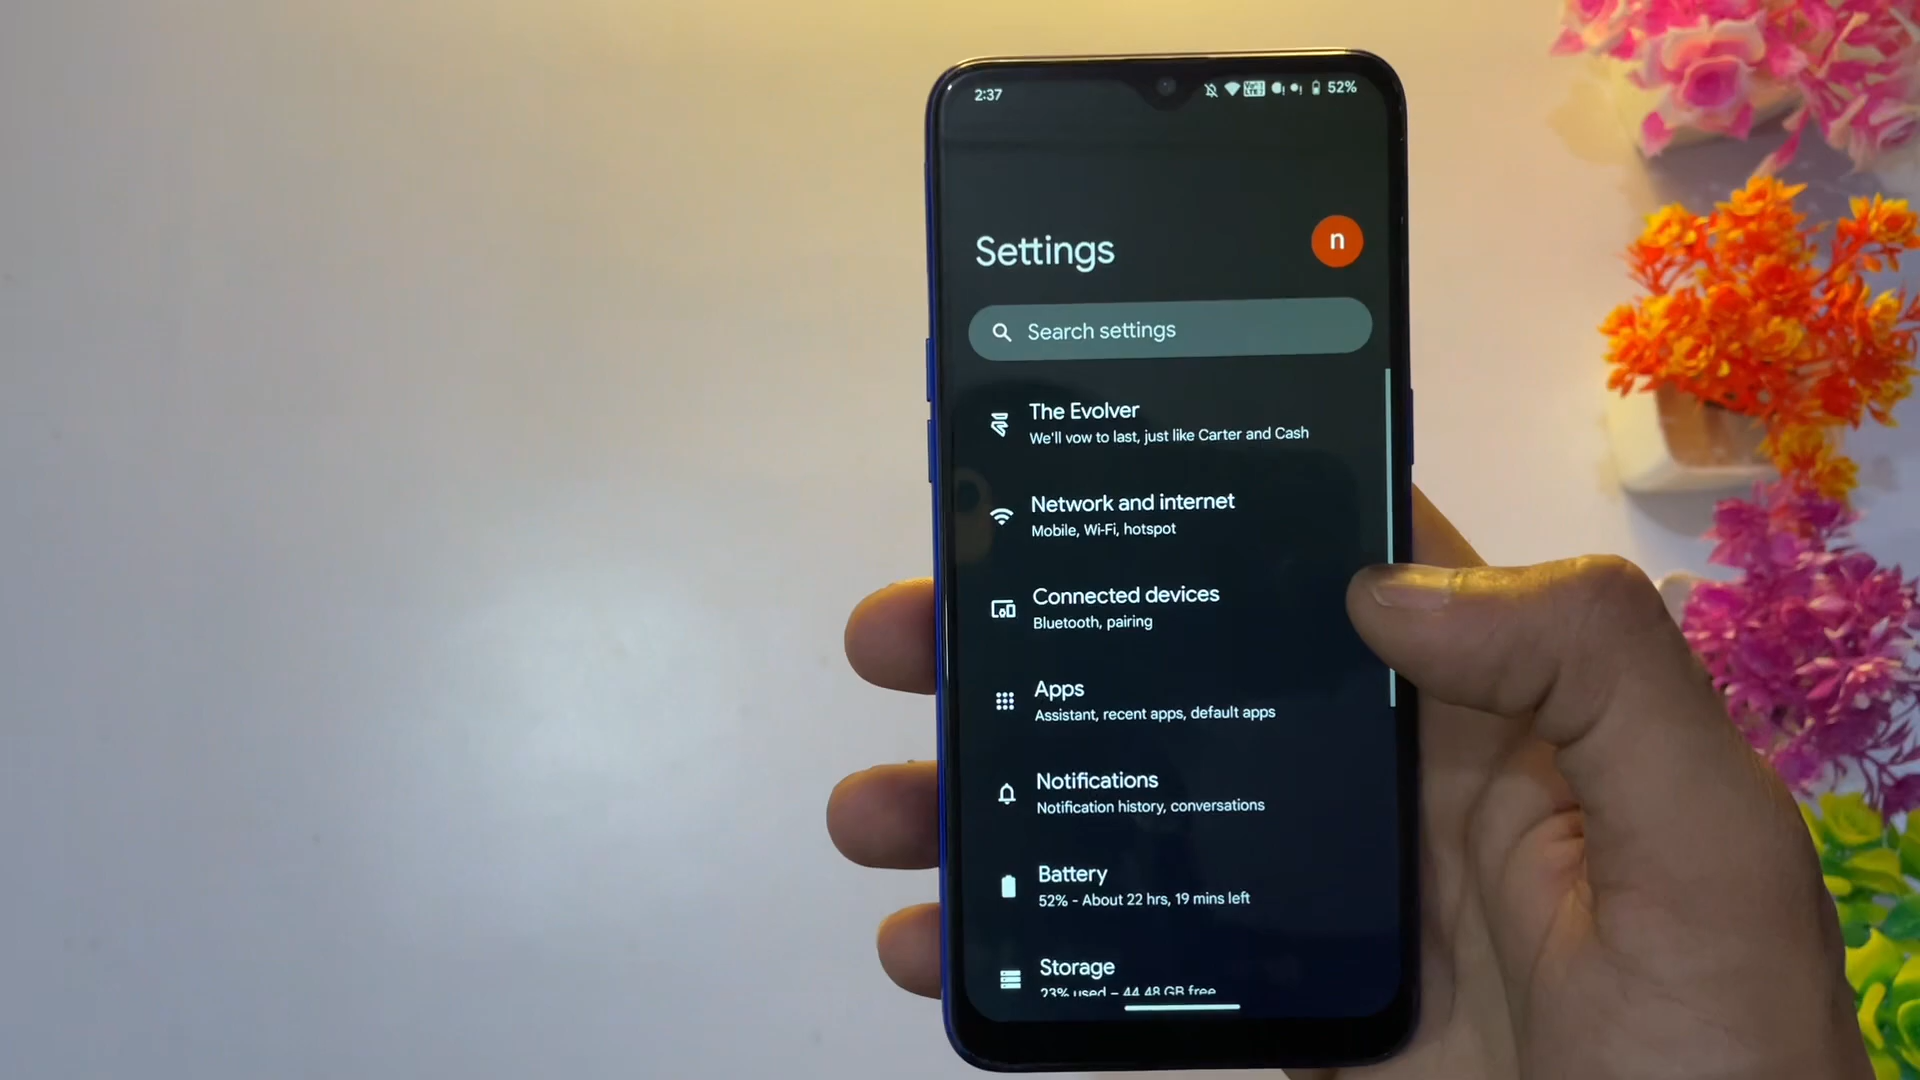 2:37
52%
Settings
n
Search settings
The Evolver
We'll vow to last, just like Carter and Cash
Network and internet
Mobile, Wi-Fi, hotspot
Connected devices
Bluetooth, pairing
Apps
Assistant, recent apps, default apps
Notifications
Notification history, conversations
Battery
52% - About 22 hrs, 19 mins left
Storage
23% used – 44.48 GB free